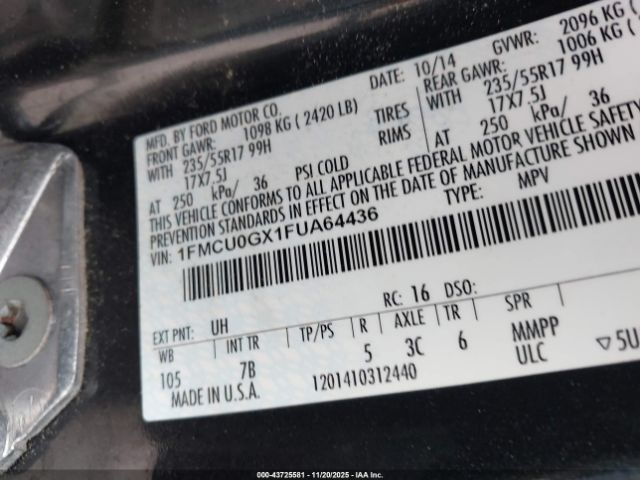 MFD. BY FORD MOTOR CO.
DATE: 10/14 GVWR: 2096 KG (
FRONT GAWR: 1098 KG ( 2420 LB) REAR GAWR: 1006 KG (
WITH 235/55R17 99H TIRES WITH 235/55R17 99H
17X7.5J RIMS 17X7.5J
AT 250 kPa/ 36 PSI COLD AT 250 kPa/ 36
THIS VEHICLE CONFORMS TO ALL APPLICABLE FEDERAL MOTOR VEHICLE SAFETY
PREVENTION STANDARDS IN EFFECT ON THE DATE OF MANUFACTURE SHOWN
VIN: 1FMCU0GX1FUA64436 TYPE: MPV
RC: 16 DSO:
EXT PNT: UH
WB INT TR TP/PS R AXLE TR SPR
105 7B 5 3C 6 MMPP
ULC ▽5U
MADE IN U.S.A. 1201410312440
000-43725581 - 11/20/2025 - IAAI, Inc.